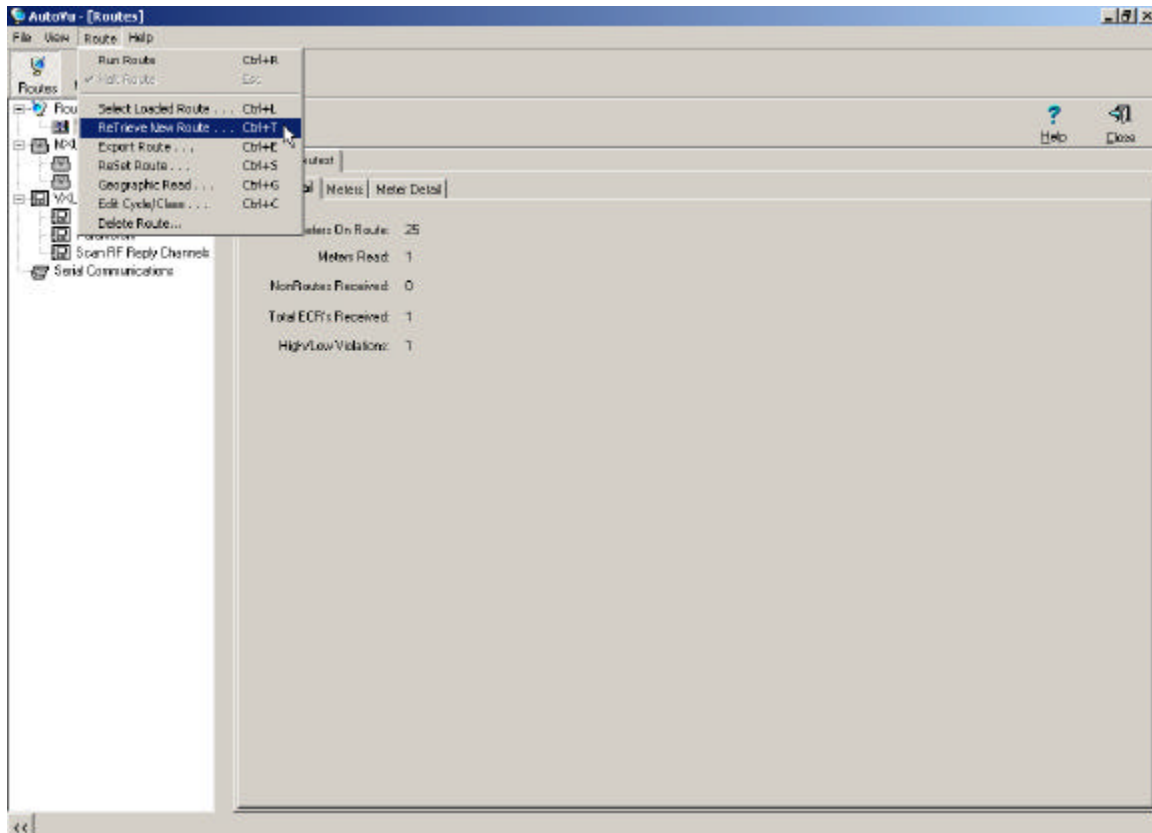 AutoVu - [Routes]
File View Route Help
Run Route Ctrl+R
Halt Route Esc
Select Loaded Route . . . Ctrl+L
ReTrieve New Route . . . Ctrl+T
Export Route . . . Ctrl+E
ReSet Route . . . Ctrl+S
Geographic Read . . . Ctrl+G
Edit Cycle/Class . . . Ctrl+C
Delete Route...
Routes
Help
Close
Rou
Scan RF Reply Channels
Serial Communications
Meters
Meter Detail
On Route: 25
Meters Read: 1
NonRoutes Received: 0
Total ECR's Received: 1
High/Low Violations: 1
<<